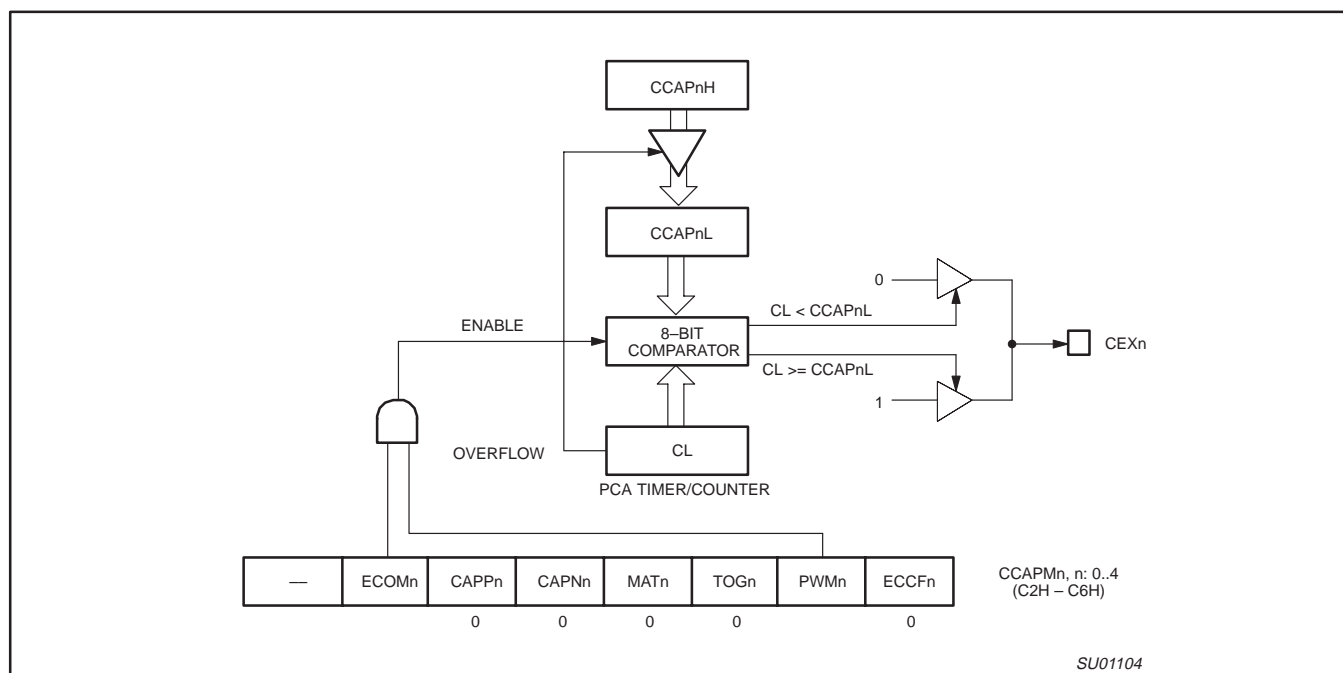 CCAPnH
CCAPnL
0
CL < CCAPnL
ENABLE
8–BIT
COMPARATOR
CEXn
CL >= CCAPnL
1
OVERFLOW
CL
PCA TIMER/COUNTER
–– ECOMn CAPPn CAPNn MATn TOGn PWMn ECCFn
CCAPMn, n: 0..4
(C2H – C6H)
0 0 0 0 0
SU01104